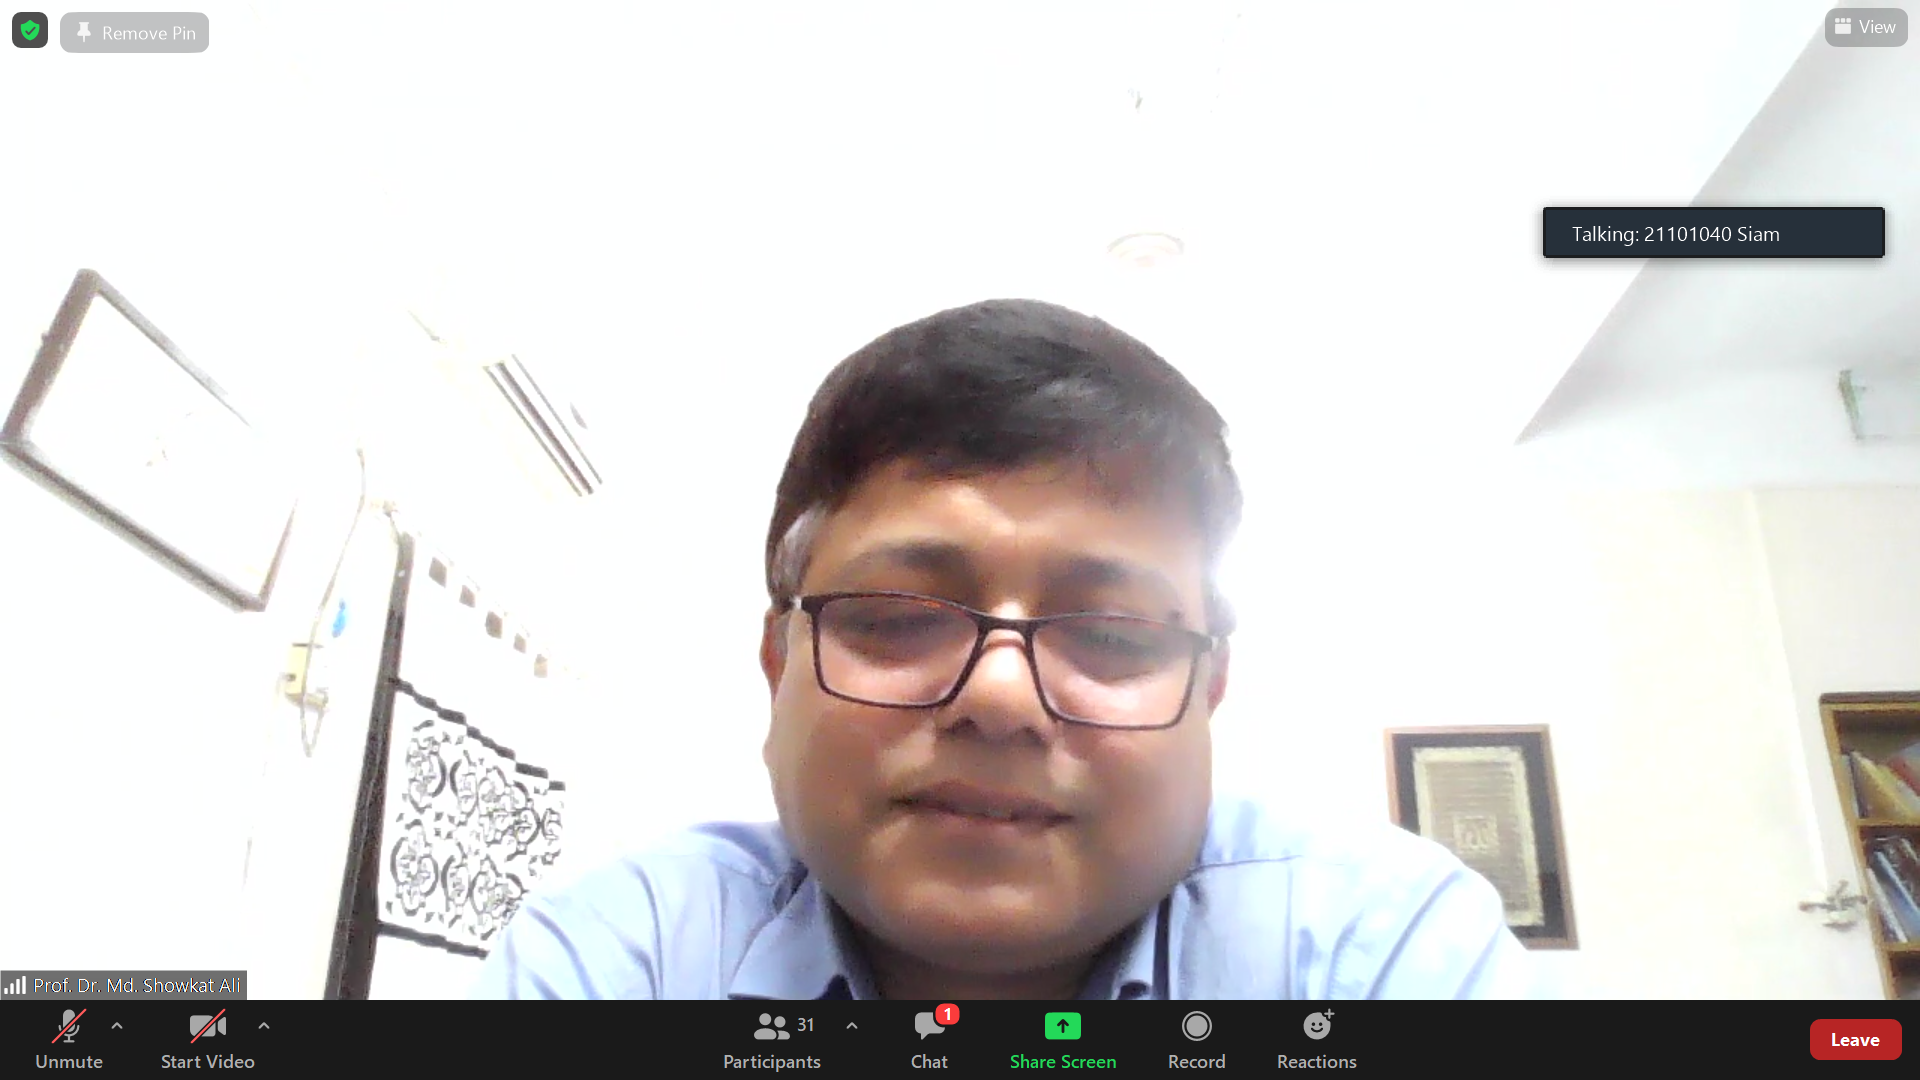 Remove Pin
View
Talking: 21101040 Siam
Prof. Dr. Md. Showkat Ali
Unmute
Start Video
31
Participants
1
Chat
Share Screen
Record
Reactions
Leave